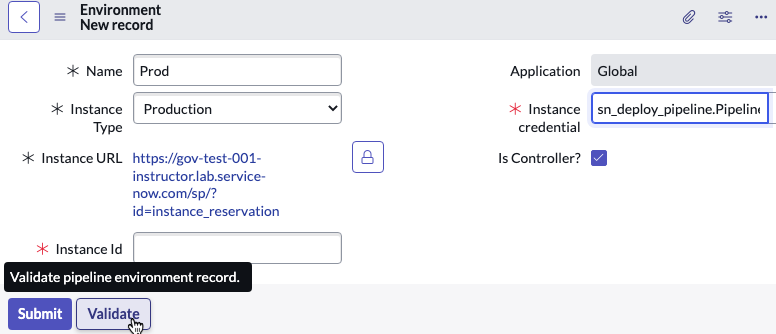 Environment
New record
Name
Prod
Application
Global
Instance
Type
Production
Instance
credential
sn_deploy_pipeline.Pipeline
Instance URL
https://gov-test-001-
instructor.lab.service-
now.com/sp/?
id=instance_reservation
Is Controller?
Instance Id
Validate pipeline environment record.
Submit
Validate